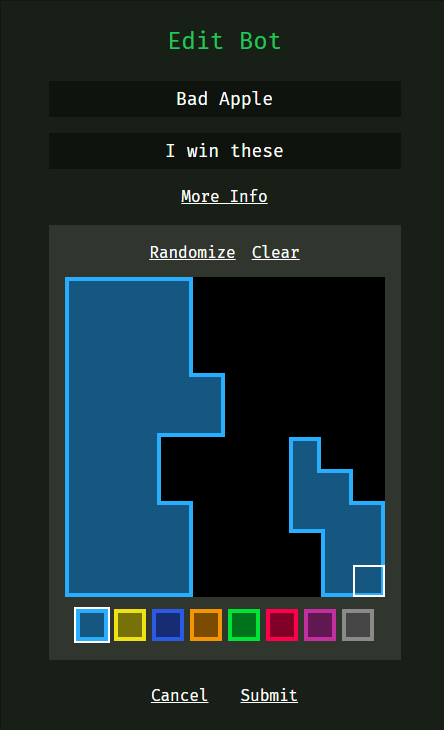 Edit Bot
Bad Apple
I win these
More Info
Randomize Clear
Cancel Submit